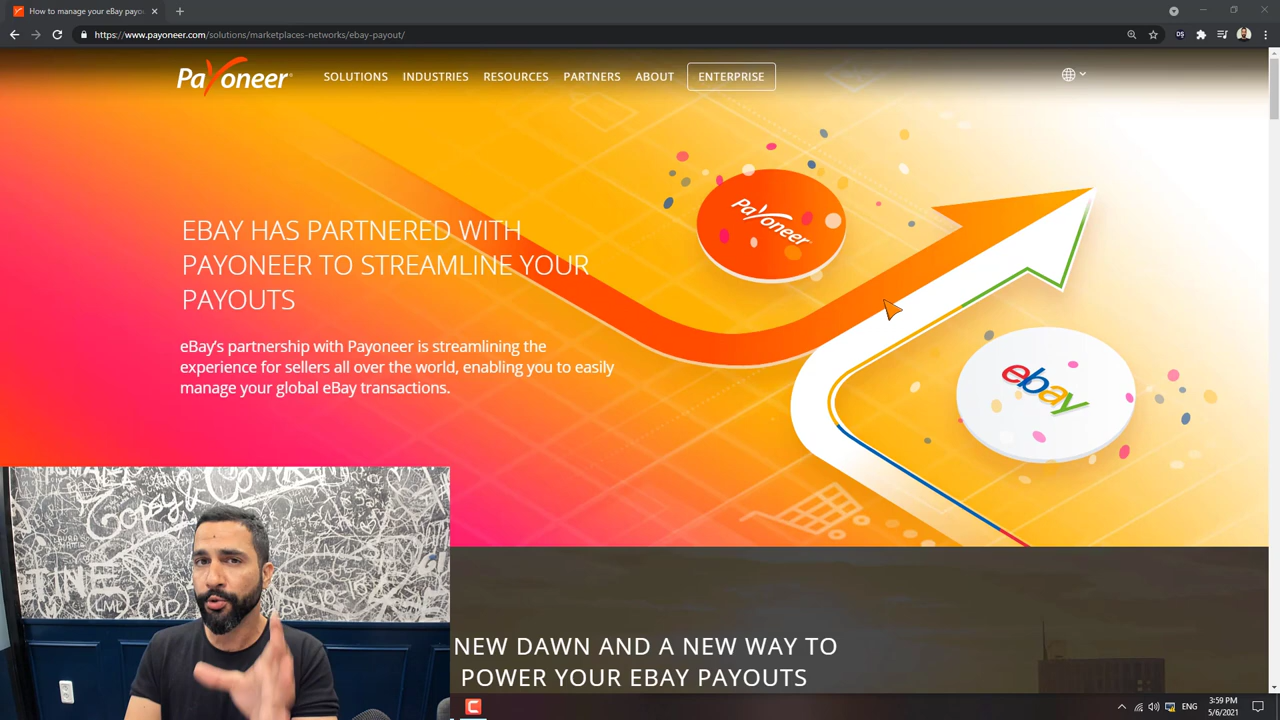 How to manage your eBay payo
https://www.payoneer.com/solutions/marketplaces-networks/ebay-payout/
Payoneer
SOLUTIONS INDUSTRIES RESOURCES PARTNERS ABOUT ENTERPRISE
Payoneer
EBAY HAS PARTNERED WITH
PAYONEER TO STREAMLINE YOUR
PAYOUTS
eBay's partnership with Payoneer is streamlining the
experience for sellers all over the world, enabling you to easily
manage your global eBay transactions.
ebay
LML MD
NEW DAWN AND A NEW WAY TO
POWER YOUR EBAY PAYOUTS
ENG
3:59 PM
5/6/2021